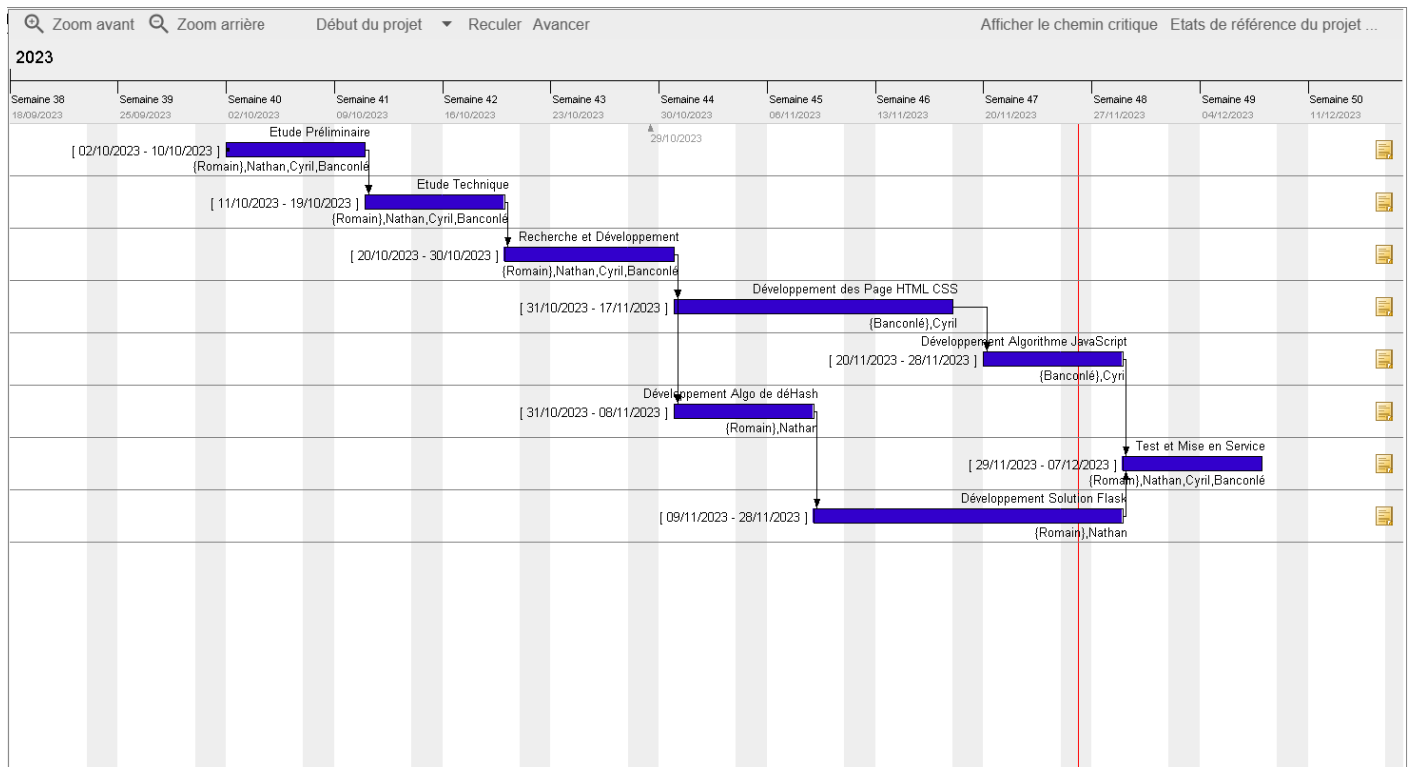 Zoom avant Zoom arrière Début du projet Reculer Avancer Afficher le chemin critique Etats de référence du projet ...
2023
Semaine 38 Semaine 39 Semaine 40 Semaine 41 Semaine 42 Semaine 43 Semaine 44 Semaine 45 Semaine 46 Semaine 47 Semaine 48 Semaine 49 Semaine 50
18/09/2023 25/09/2023 02/10/2023 09/10/2023 16/10/2023 23/10/2023 30/10/2023 06/11/2023 13/11/2023 20/11/2023 27/11/2023 04/12/2023 11/12/2023
29/10/2023
Etude Préliminaire
[ 02/10/2023 - 10/10/2023 ]
{Romain},Nathan,Cyril,Banconlé
Etude Technique
[ 11/10/2023 - 19/10/2023 ]
{Romain},Nathan,Cyril,Banconlé
Recherche et Développement
[ 20/10/2023 - 30/10/2023 ]
{Romain},Nathan,Cyril,Banconlé
Développement des Page HTML CSS
[ 31/10/2023 - 17/11/2023 ]
{Banconlé},Cyril
Développement Algorithme JavaScript
[ 20/11/2023 - 28/11/2023 ]
{Banconlé},Cyri
Développement Algo de déHash
[ 31/10/2023 - 08/11/2023 ]
{Romain},Nathan
Test et Mise en Service
[ 29/11/2023 - 07/12/2023 ]
{Romain},Nathan,Cyril,Banconlé
Développement Solution Flask
[ 09/11/2023 - 28/11/2023 ]
{Romain},Nathan